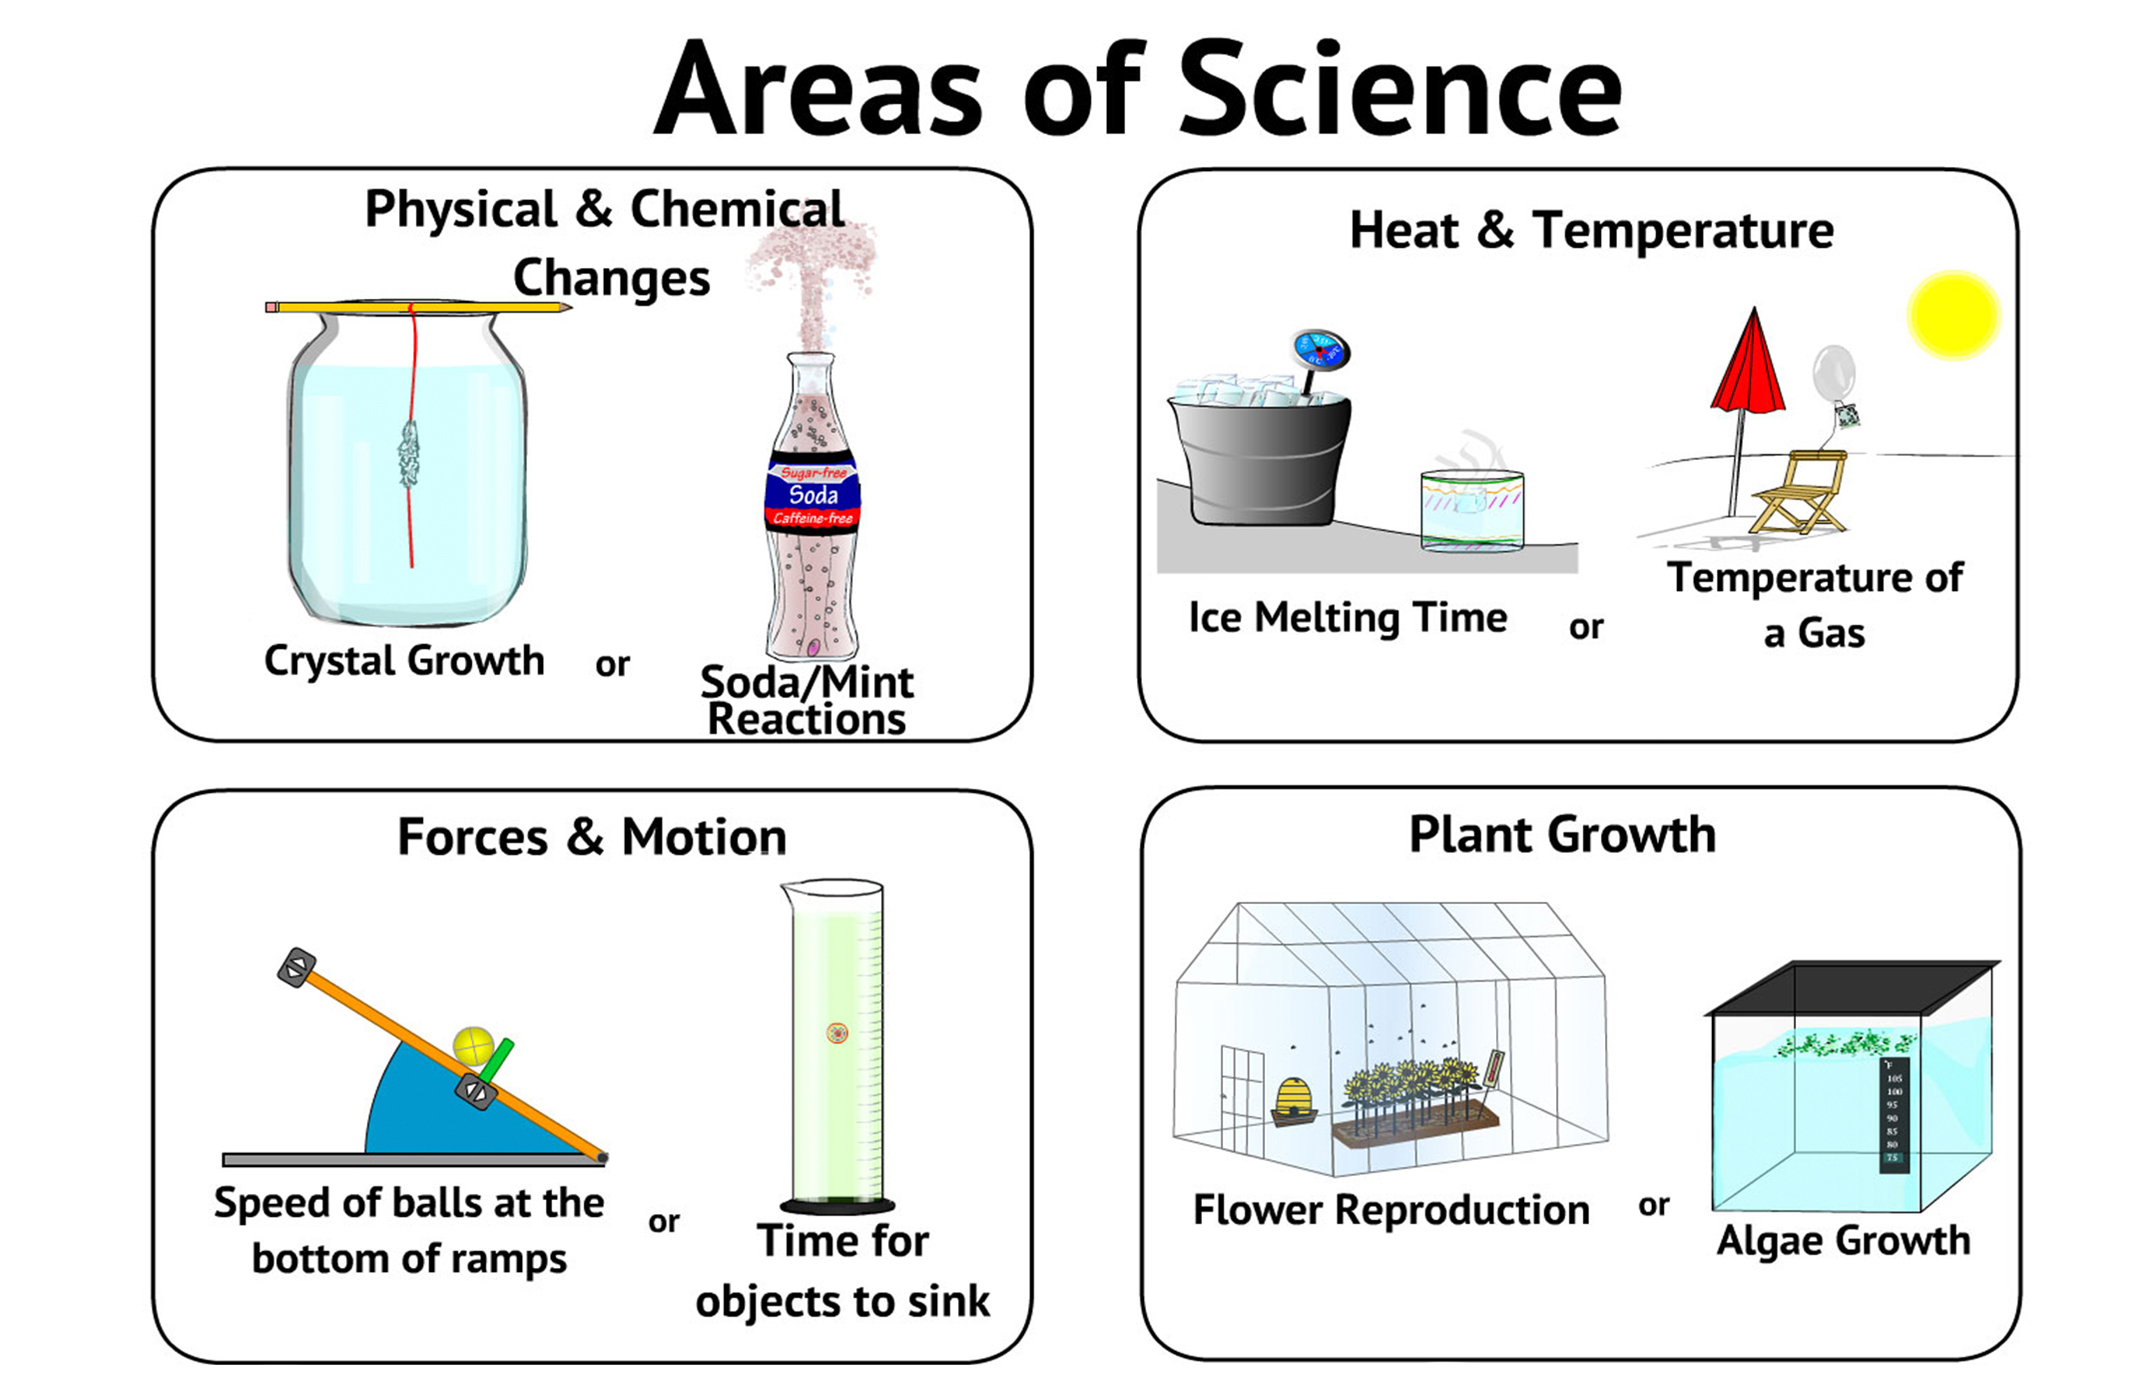 Areas of Science
Physical & Chemical
Changes
Sugar-free
Soda
Caffeine-free
Crystal Growth
or
Soda/Mint
Reactions
Heat & Temperature
Ice Melting Time
or
Temperature of
a Gas
Forces & Motion
Speed of balls at the
bottom of ramps
or
Time for
objects to sink
Plant Growth
°F
105
100
95
90
85
80
75
Flower Reproduction
or
Algae Growth